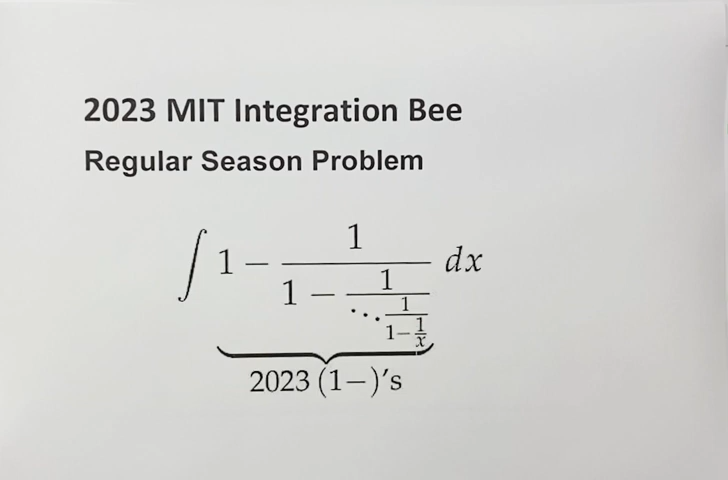 2023 MIT Integration Bee
Regular Season Problem
∫ 1 − 1/(1 − 1/(⋱ 1/(1 − 1/x))) dx
2023 (1−)'s